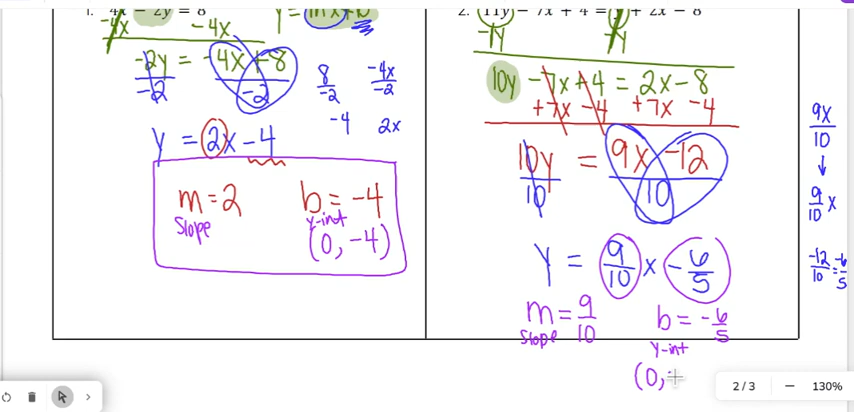 1. 4x - 2y = 8
y = mx + b
-4x -4x
-2y = -4x + 8
-2 -2
8/-2
-4
-4x/-2
2x
y = 2x - 4
m = 2
slope
b = -4
y-int
(0, -4)
2. 11y - 7x + 4 = y + 2x - 8
-1y -1y
10y - 7x + 4 = 2x - 8
+7x -4 +7x -4
10y = 9x - 12
10 10
y = 9/10 x - 6/5
m = 9/10
slope
b = -6/5
y-int
(0,
9x/10
↓
9/10 x
-12/10 = -6/5
2/3 − 130%